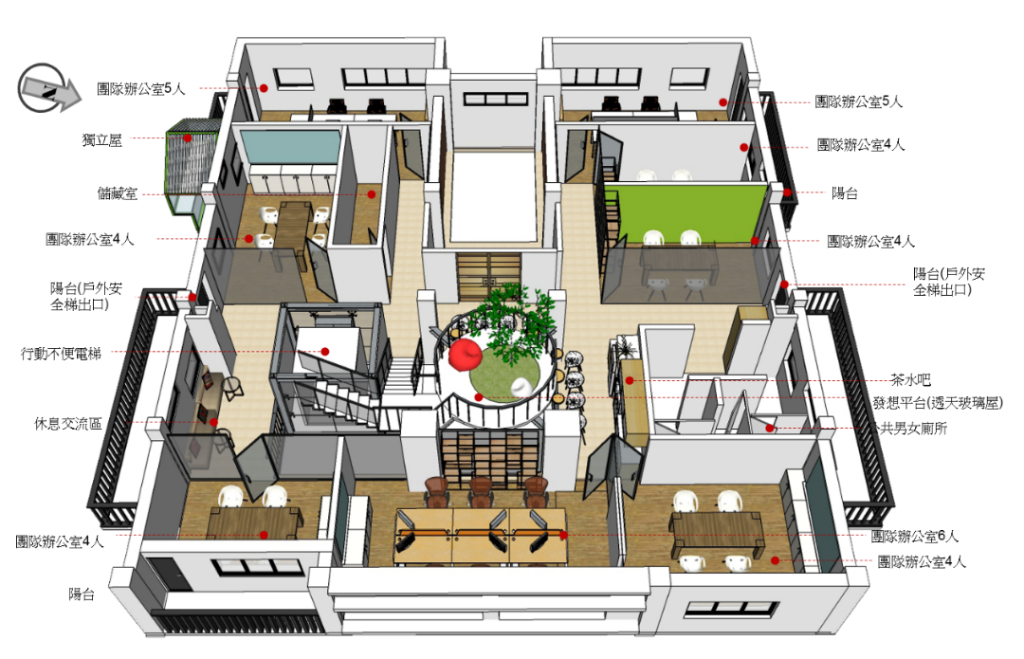 團隊辦公室5人
團隊辦公室5人
獨立屋
團隊辦公室4人
儲藏室
陽台
團隊辦公室4人
團隊辦公室4人
陽台(戶外安
全梯出口)
陽台(戶外安
全梯出口)
行動不便電梯
茶水吧
發想平台(透天玻璃屋)
休息交流區
共男女廁所
團隊辦公室4人
團隊辦公室6人
團隊辦公室4人
陽台